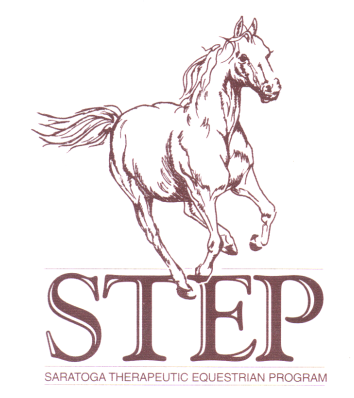 STEP
SARATOGA THERAPEUTIC EQUESTRIAN PROGRAM